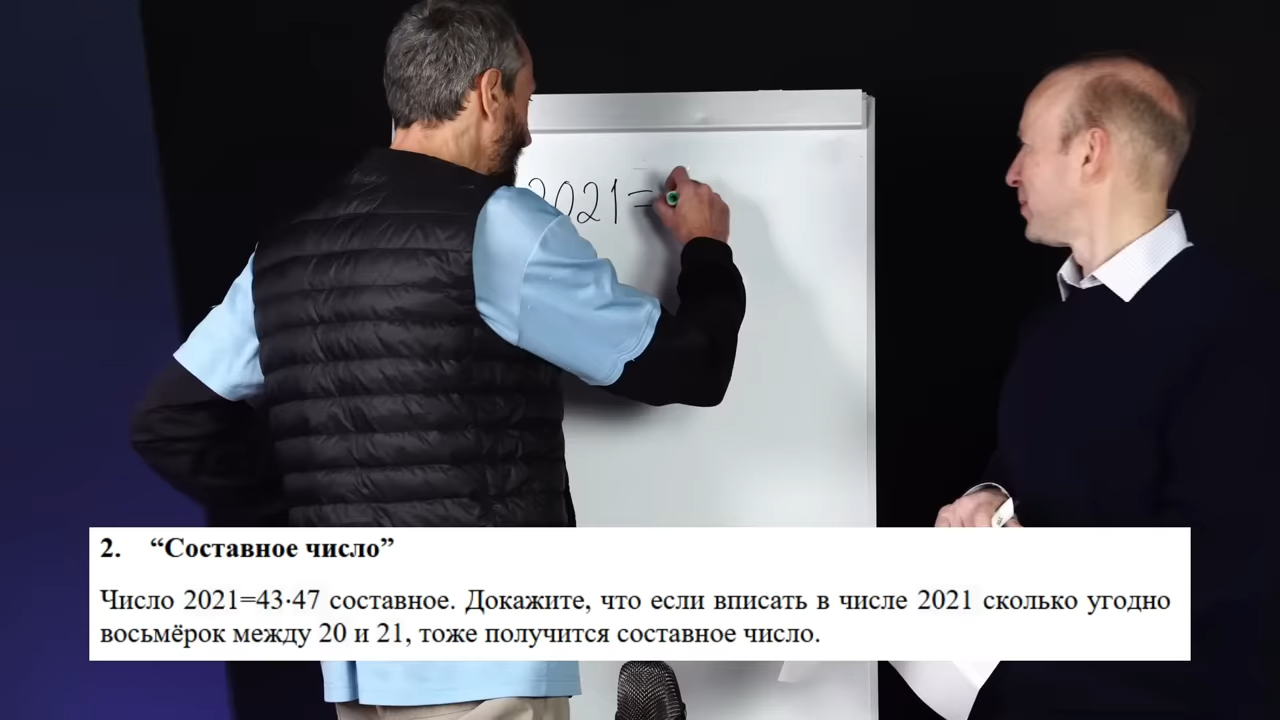 2021=
2. “Составное число”
Число 2021=43·47 составное. Докажите, что если вписать в числе 2021 сколько угодно
восьмёрок между 20 и 21, тоже получится составное число.